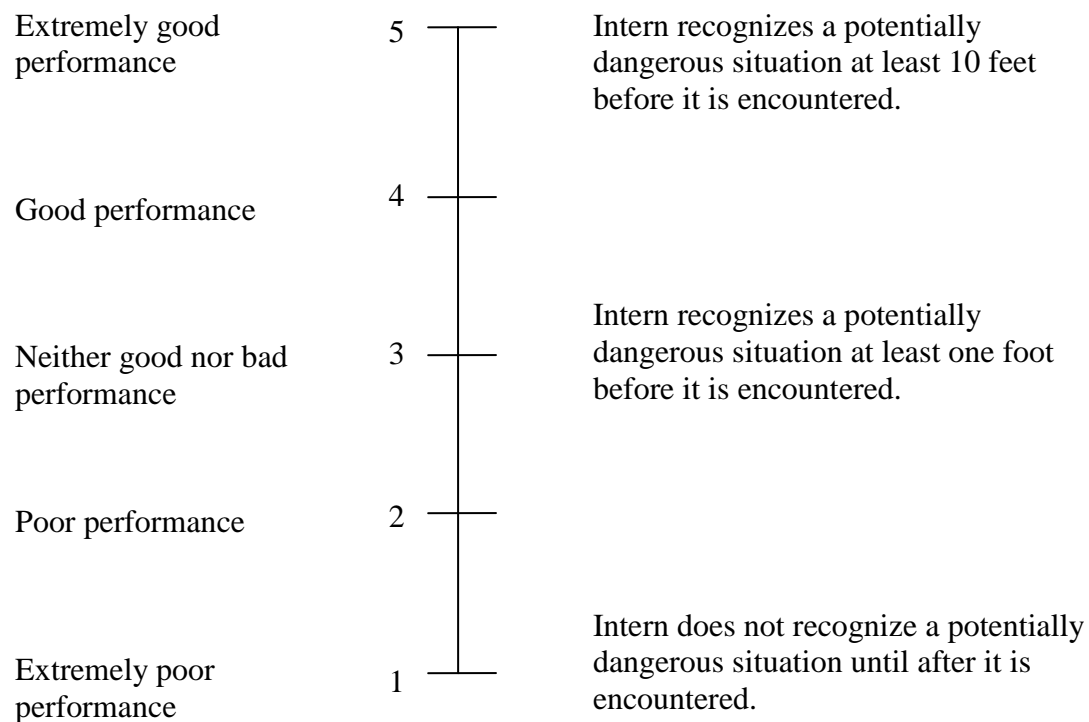 Extremely good
performance
5
Intern recognizes a potentially
dangerous situation at least 10 feet
before it is encountered.
Good performance
4
Neither good nor bad
performance
3
Intern recognizes a potentially
dangerous situation at least one foot
before it is encountered.
Poor performance
2
Extremely poor
performance
1
Intern does not recognize a potentially
dangerous situation until after it is
encountered.